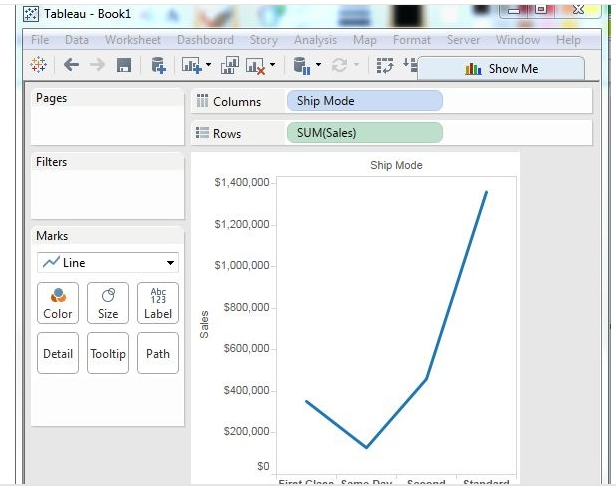 Tableau - Book1
File Data Worksheet Dashboard Story Analysis Map Format Server Window Help
Show Me
Pages
Columns Ship Mode
Rows SUM(Sales)
Filters
Ship Mode
$1,400,000
$1,200,000
$1,000,000
$800,000
$600,000
$400,000
$200,000
$0
Sales
Marks
Line
Color Size Abc 123 Label
Detail Tooltip Path
First Class Same Day Second Standard